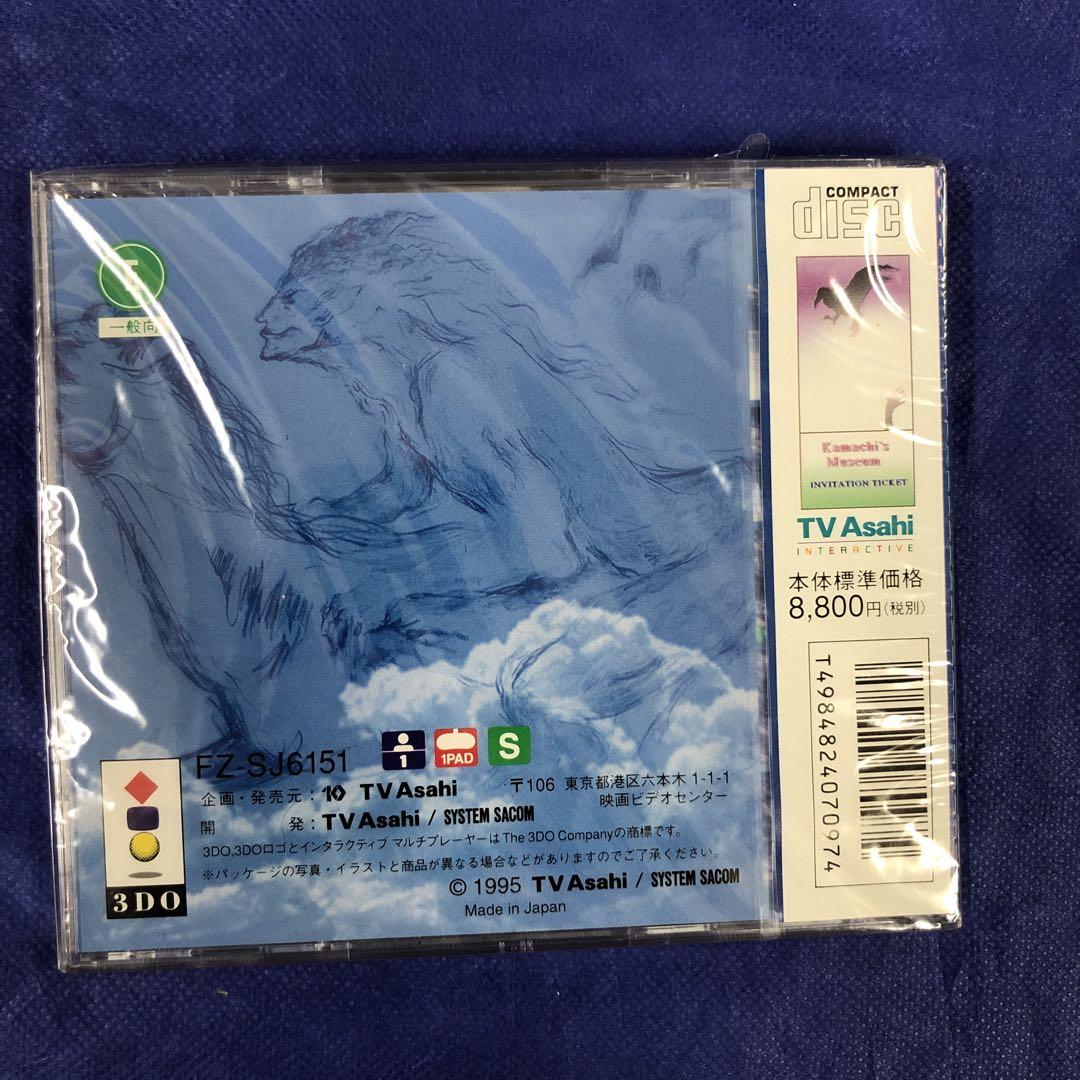 E
一般向
FZ-SJ6151
1
1PAD
S
企画・発売元:10 TV Asahi
〒106 東京都港区六本木1-1-1
映画ビデオセンター
開 発:TV Asahi / SYSTEM SACOM
3DO,3DOロゴとインタラクティブ マルチプレーヤーはThe 3DO Companyの商標です。
※パッケージの写真・イラストと商品が異なる場合などがありますのでご了承ください。
© 1995 TV Asahi / SYSTEM SACOM
Made in Japan
3DO
COMPACT
disc
Kamachi's
Museum
INVITATION TICKET
TV Asahi
INTERACTIVE
本体標準価格
8,800円(税別)
T4984824070974